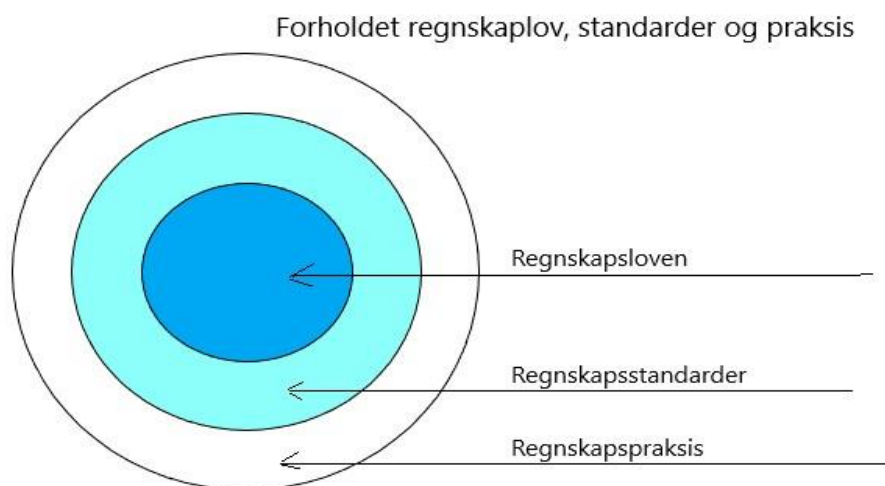 Forholdet regnskaplov, standarder og praksis
Regnskapsloven
Regnskapsstandarder
Regnskapspraksis